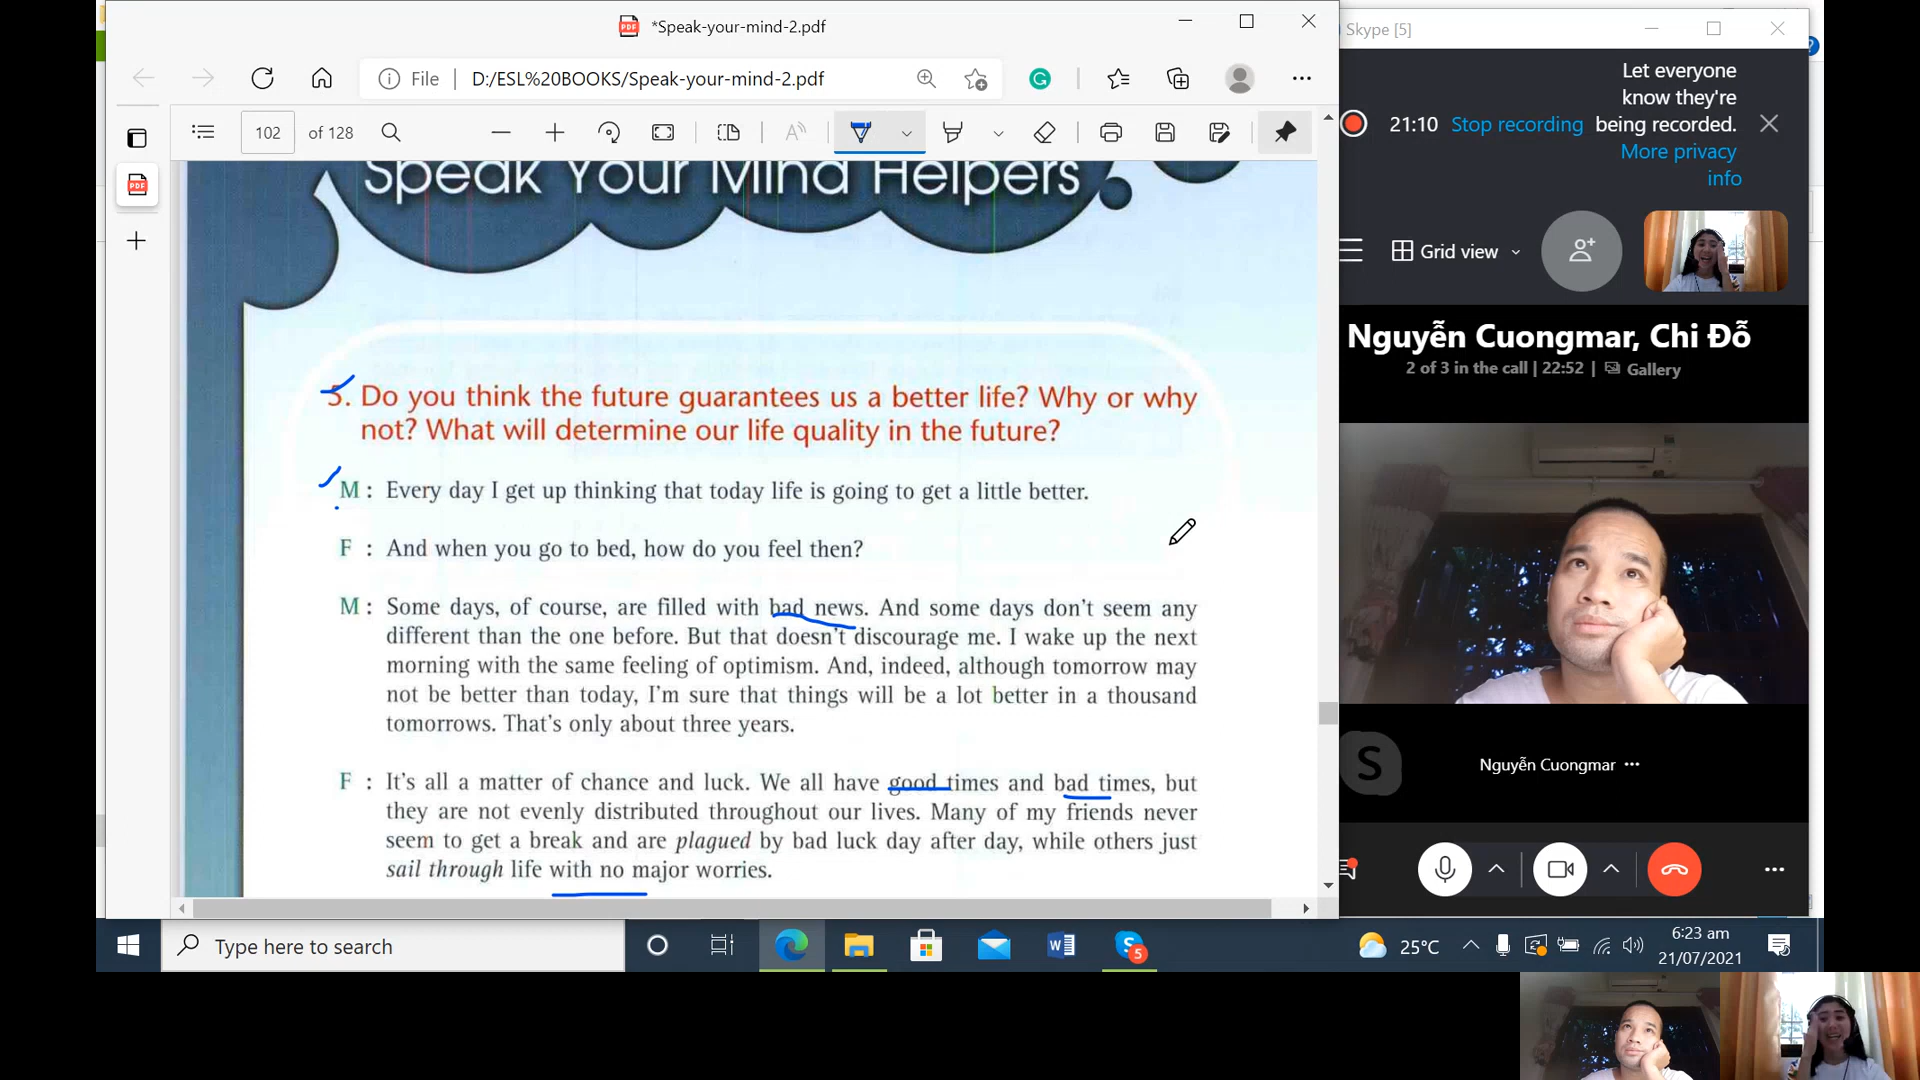 *Speak-your-mind-2.pdf
File
D:/ESL%20BOOKS/Speak-your-mind-2.pdf
102 of 128
Speak Your Mind Helpers
5. Do you think the future guarantees us a better life? Why or why
not? What will determine our life quality in the future?
M : Every day I get up thinking that today life is going to get a little better.
F : And when you go to bed, how do you feel then?
M : Some days, of course, are filled with bad news. And some days don't seem any
different than the one before. But that doesn't discourage me. I wake up the next
morning with the same feeling of optimism. And, indeed, although tomorrow may
not be better than today, I'm sure that things will be a lot better in a thousand
tomorrows. That's only about three years.
F : It's all a matter of chance and luck. We all have good times and bad times, but
they are not evenly distributed throughout our lives. Many of my friends never
seem to get a break and are plagued by bad luck day after day, while others just
sail through life with no major worries.
Skype [5]
21:10 Stop recording
Let everyone
know they're
being recorded.
More privacy
info
Grid view
Nguyễn Cuongmar, Chi Đỗ
2 of 3 in the call | 22:52 | Gallery
S
Nguyễn Cuongmar
Type here to search
25°C
6:23 am
21/07/2021